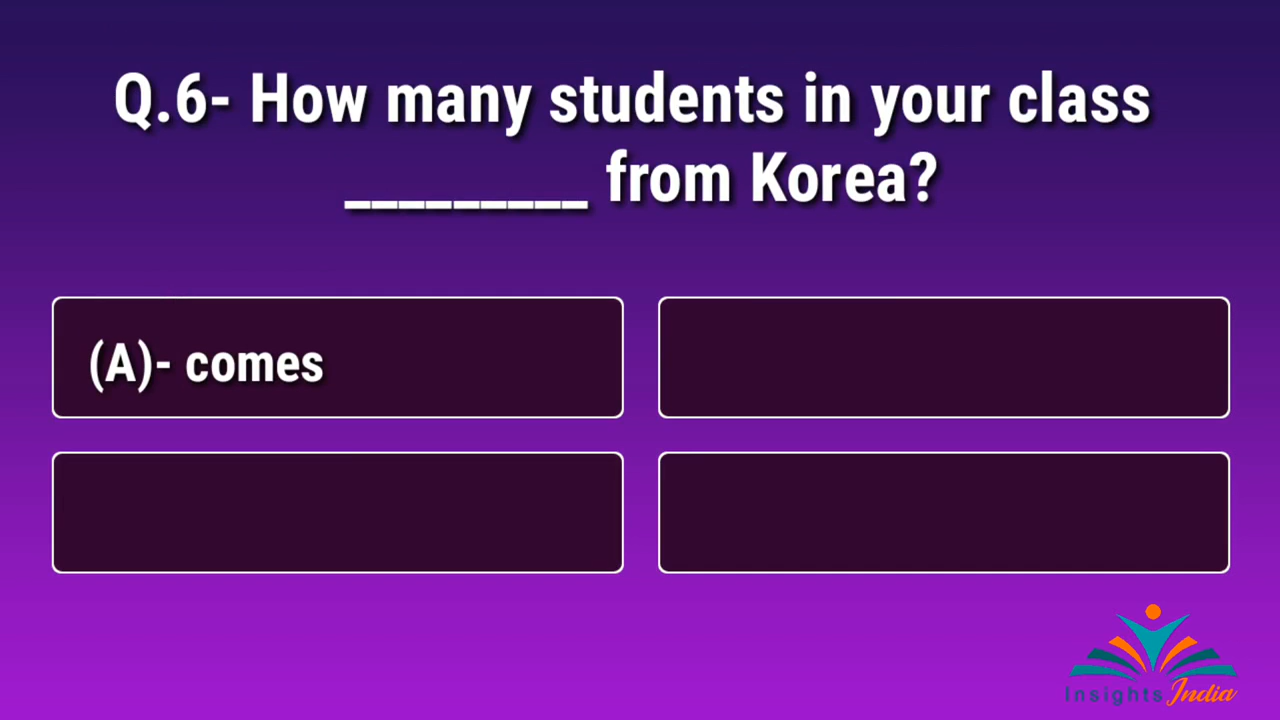 Q.6- How many students in your class
_________ from Korea?
(A)- comes
Insights India